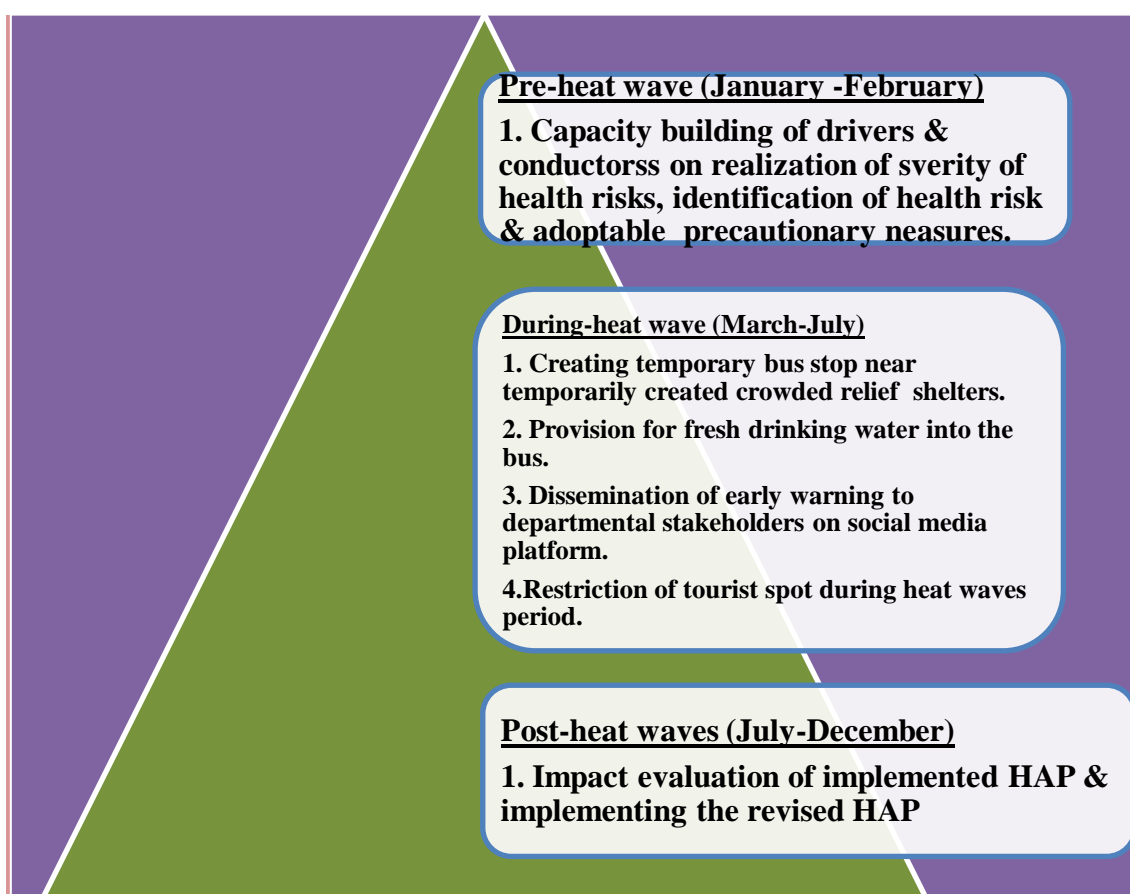 Pre-heat wave (January -February)
1. Capacity building of drivers &
conductorss on realization of sverity of
health risks, identification of health risk
& adoptable precautionary neasures.
During-heat wave (March-July)
1. Creating temporary bus stop near
temporarily created crowded relief shelters.
2. Provision for fresh drinking water into the
bus.
3. Dissemination of early warning to
departmental stakeholders on social media
platform.
4.Restriction of tourist spot during heat waves
period.
Post-heat waves (July-December)
1. Impact evaluation of implemented HAP &
implementing the revised HAP